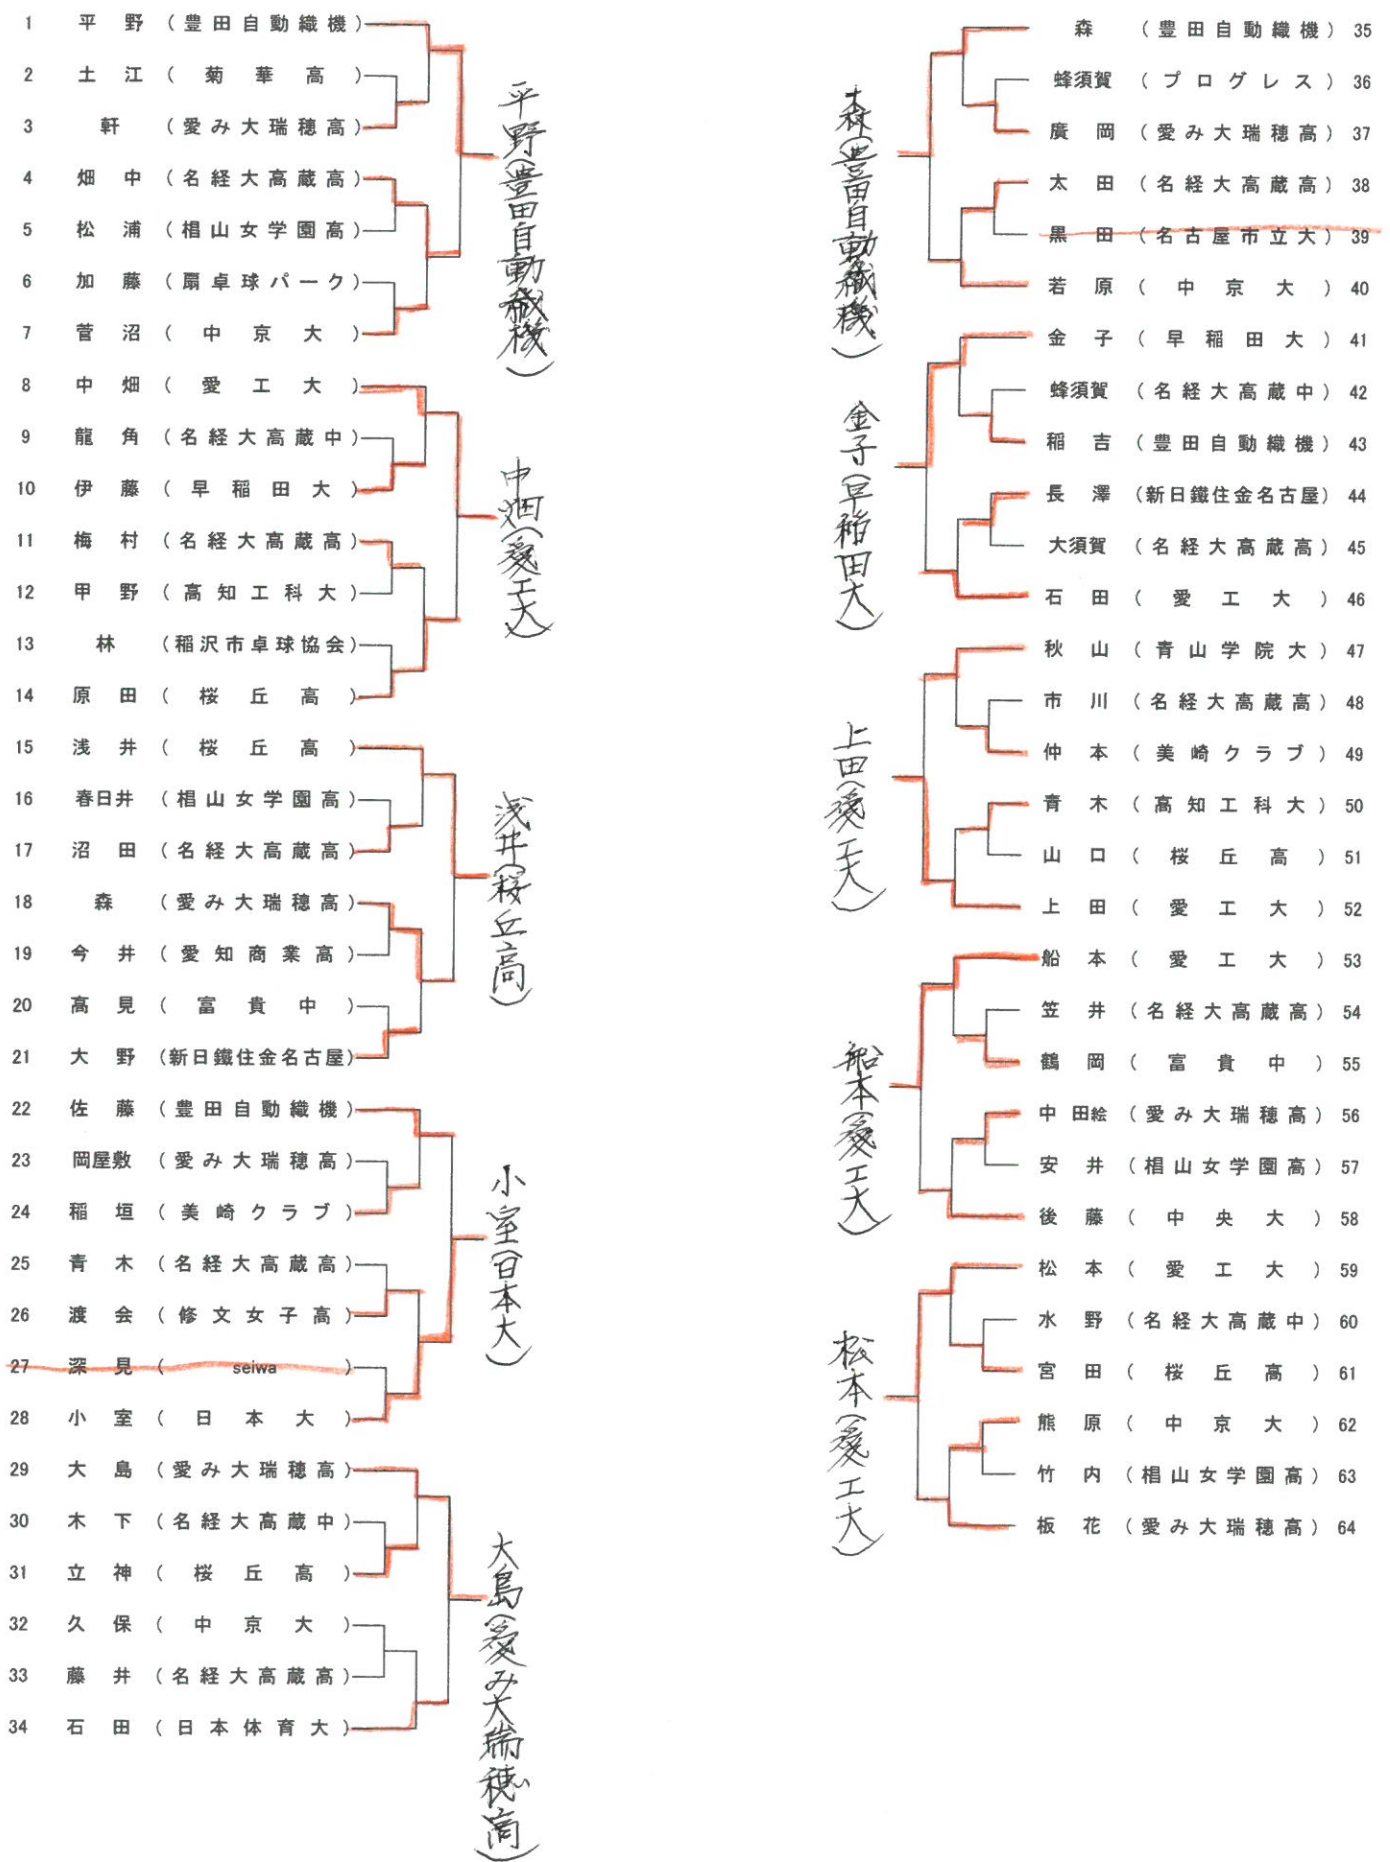 1 平野 (豊田自動織機)
2 土江 (菊華高)
3 軒 (愛み大瑞穂高)
4 畑中 (名経大高蔵高)
5 松浦 (椙山女学園高)
6 加藤 (扇卓球パーク)
7 菅沼 (中京大)
平野(豊田自動織機)
8 中畑 (愛工大)
9 龍角 (名経大高蔵中)
10 伊藤 (早稲田大)
11 梅村 (名経大高蔵高)
12 甲野 (高知工科大)
13 林 (稲沢市卓球協会)
14 原田 (桜丘高)
中畑(愛工大)
15 浅井 (桜丘高)
16 春日井 (椙山女学園高)
17 沼田 (名経大高蔵高)
18 森 (愛み大瑞穂高)
19 今井 (愛知商業高)
20 髙見 (富貴中)
21 大野 (新日鐵住金名古屋)
浅井(桜丘高)
22 佐藤 (豊田自動織機)
23 岡屋敷 (愛み大瑞穂高)
24 稲垣 (美崎クラブ)
25 青木 (名経大高蔵高)
26 渡会 (修文女子高)
27 深見 (seiwa)
28 小室 (日本大)
小室(日本大)
29 大島 (愛み大瑞穂高)
30 木下 (名経大高蔵中)
31 立神 (桜丘高)
32 久保 (中京大)
33 藤井 (名経大高蔵高)
34 石田 (日本体育大)
大島(愛み大瑞穂高)
森 (豊田自動織機) 35
蜂須賀 (プログレス) 36
廣岡 (愛み大瑞穂高) 37
太田 (名経大高蔵高) 38
黒田 (名古屋市立大) 39
若原 (中京大) 40
森(豊田自動織機)
金子 (早稲田大) 41
蜂須賀 (名経大高蔵中) 42
稲吉 (豊田自動織機) 43
長澤 (新日鐵住金名古屋) 44
大須賀 (名経大高蔵高) 45
石田 (愛工大) 46
金子(早稲田大)
秋山 (青山学院大) 47
市川 (名経大高蔵高) 48
仲本 (美崎クラブ) 49
青木 (高知工科大) 50
山口 (桜丘高) 51
上田 (愛工大) 52
上田(愛工大)
船本 (愛工大) 53
笠井 (名経大高蔵高) 54
鶴岡 (富貴中) 55
中田絵 (愛み大瑞穂高) 56
安井 (椙山女学園高) 57
後藤 (中央大) 58
船本(愛工大)
松本 (愛工大) 59
水野 (名経大高蔵中) 60
宮田 (桜丘高) 61
熊原 (中京大) 62
竹内 (椙山女学園高) 63
板花 (愛み大瑞穂高) 64
松本(愛工大)